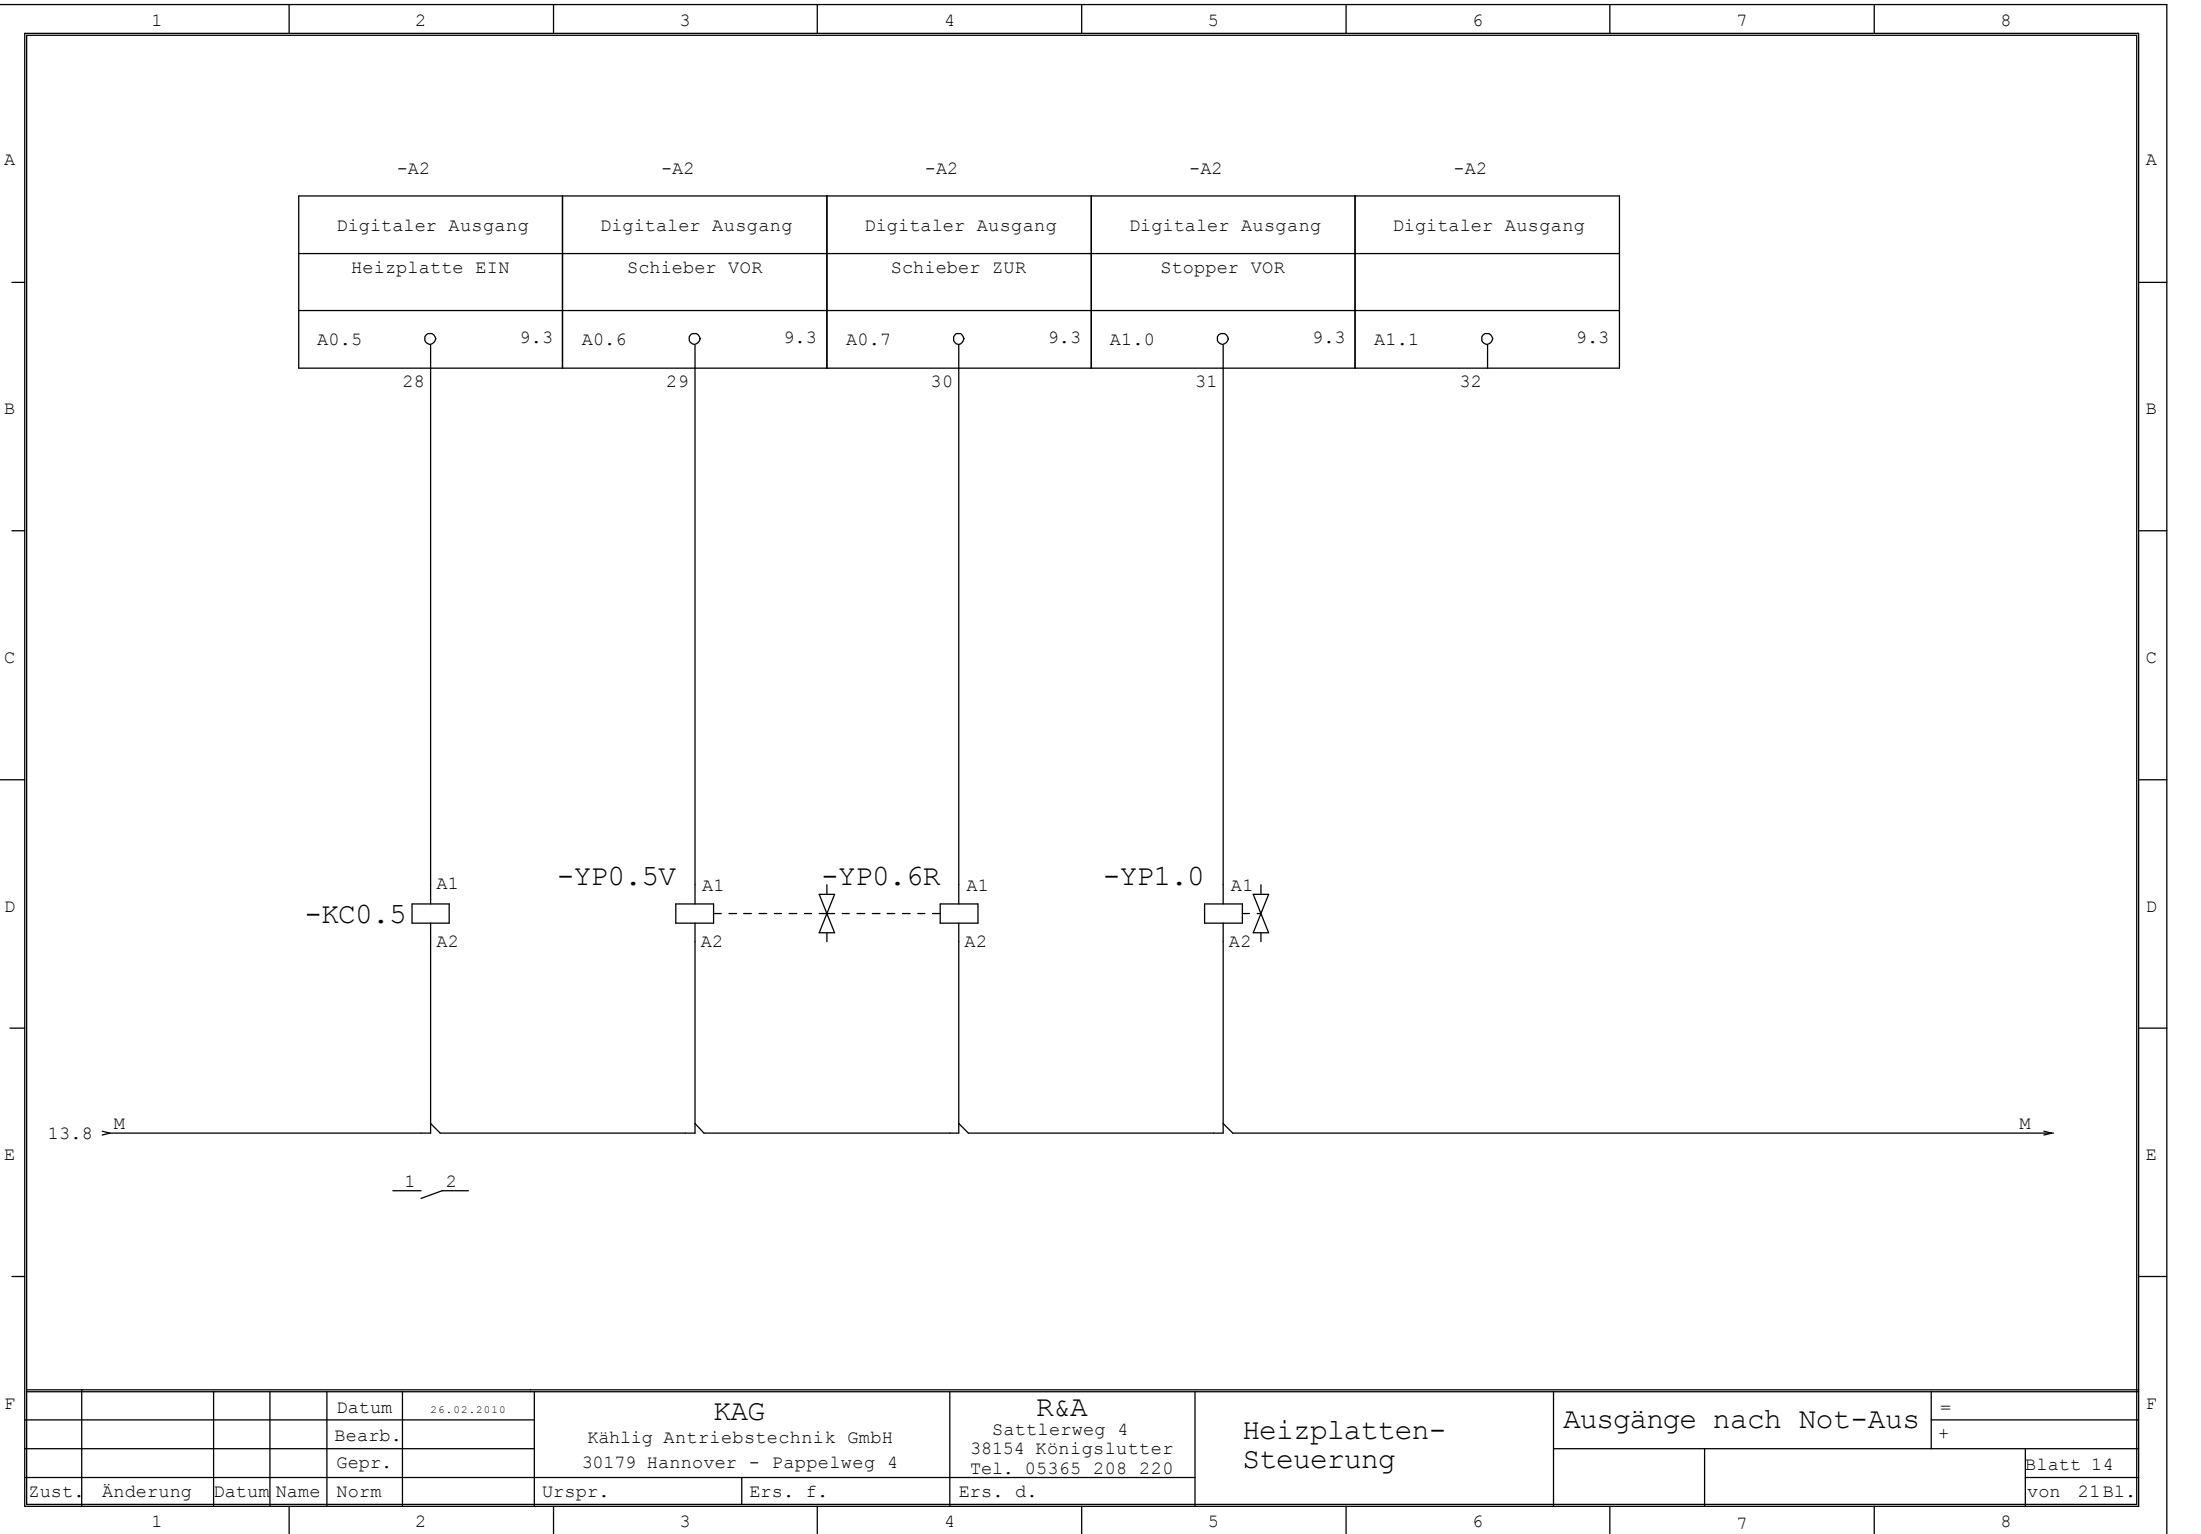 1 2 3 4 5 6 7 8
A A
-A2 -A2 -A2 -A2 -A2
Digitaler Ausgang Digitaler Ausgang Digitaler Ausgang Digitaler Ausgang Digitaler Ausgang
Heizplatte EIN Schieber VOR Schieber ZUR Stopper VOR
A0.5 9.3 A0.6 9.3 A0.7 9.3 A1.0 9.3 A1.1 9.3
28 29 30 31 32
B B
C C
-YP0.5V -YP0.6R -YP1.0
A1 A1 A1 A1
D -KC0.5 D
A2 A2 A2 A2
13.8 M M
E E
1 2
F F
Datum 26.02.2010
Bearb.
Gepr.
Zust. Änderung Datum Name Norm
KAG
Kählig Antriebstechnik GmbH
30179 Hannover - Pappelweg 4
Urspr. Ers. f.
R&A
Sattlerweg 4
38154 Königslutter
Tel. 05365 208 220
Ers. d.
Heizplatten-
Steuerung
Ausgänge nach Not-Aus
=
+
Blatt 14
von 21Bl.
1 2 3 4 5 6 7 8